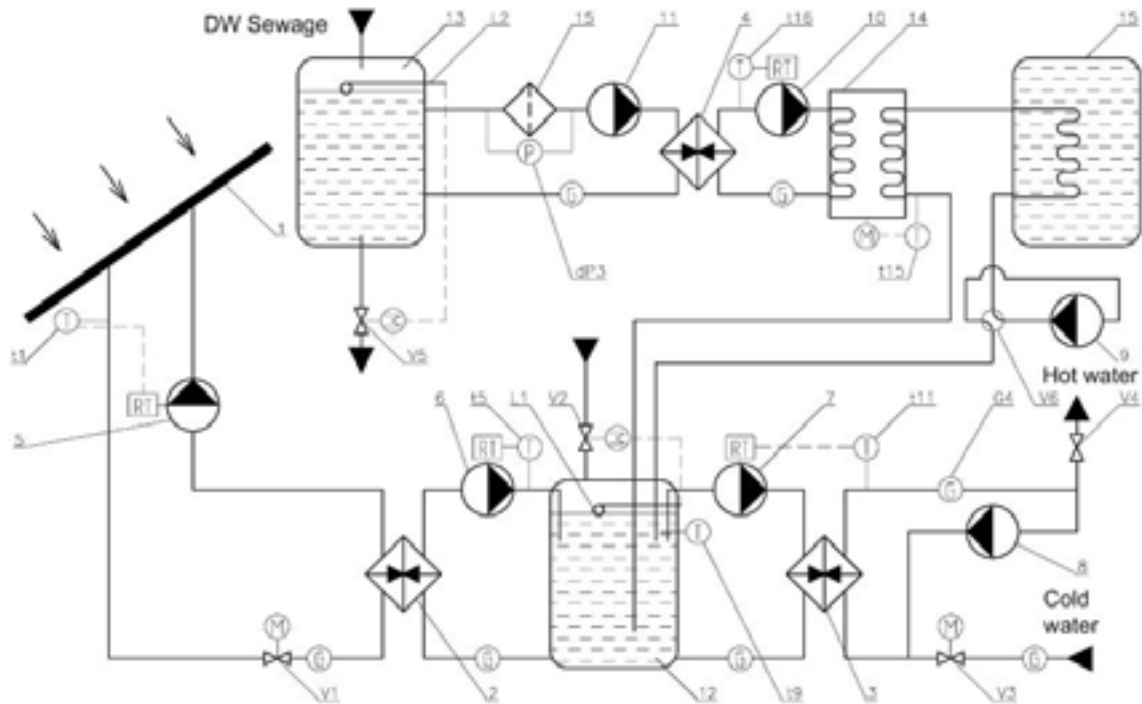 DW Sewage
13
L2
15
11
4
t16
10
14
15
T
RT
P
G
G
1
M
T
dP3
t15
t1
T
RT
V5
9
Hot water
5
6
t5
L1
V2
7
t11
G4
V6
V4
RT
T
RT
T
G
T
8
Cold
water
M
M
G
G
G
G
V1
2
12
t9
3
V3